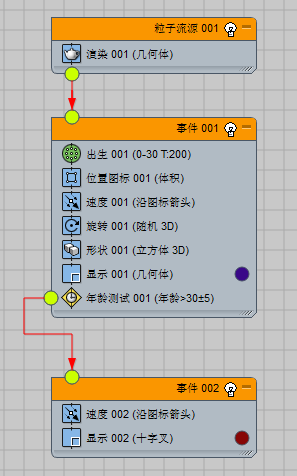 粒子流源 001
渲染 001 (几何体)
事件 001
出生 001 (0-30 T:200)
位置图标 001 (体积)
速度 001 (沿图标箭头)
旋转 001 (随机 3D)
形状 001 (立方体 3D)
显示 001 (几何体)
年龄测试 001 (年龄>30±5)
事件 002
速度 002 (沿图标箭头)
显示 002 (十字叉)